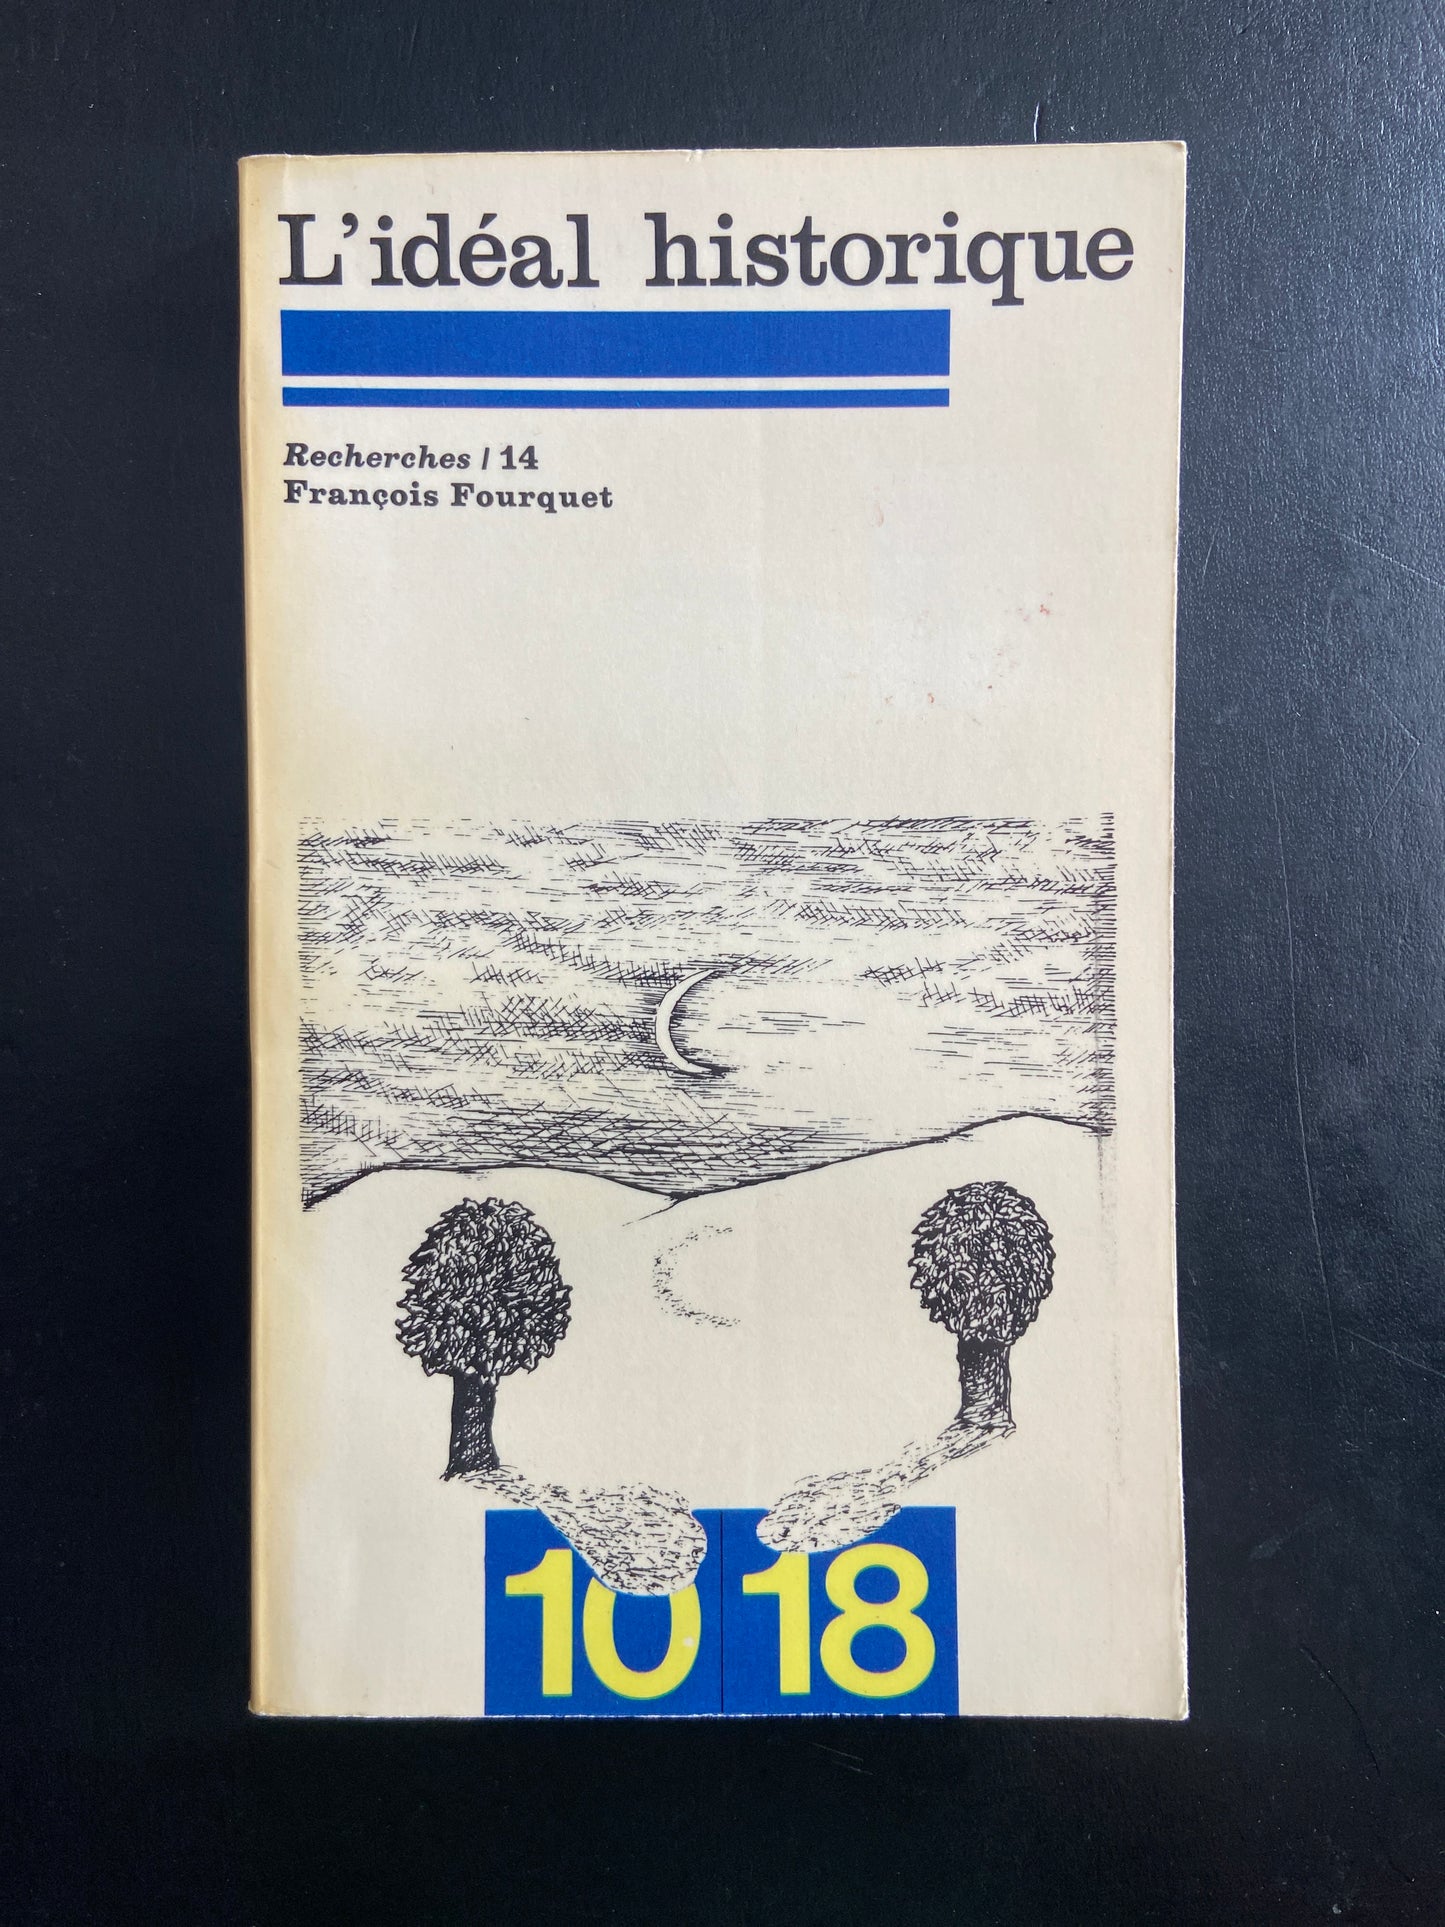 L'idéal historique
Recherches / 14
François Fourquet
10 18